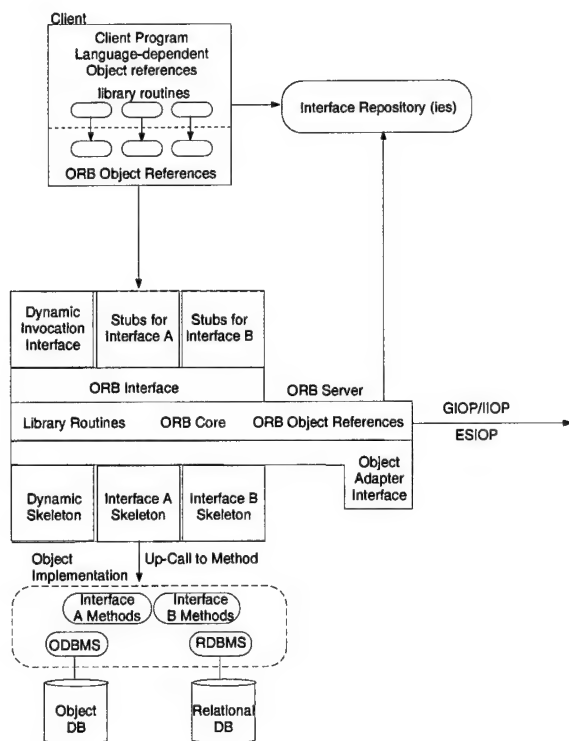 Client
Client Program
Language-dependent
Object references
library routines
ORB Object References
Interface Repository (ies)
Dynamic
Invocation
Interface
Stubs for
Interface A
Stubs for
Interface B
ORB Interface
ORB Server
Library Routines
ORB Core
ORB Object References
GIOP/IIOP
ESIOP
Object
Adapter
Interface
Dynamic
Skeleton
Interface A
Skeleton
Interface B
Skeleton
Object
Implementation
Up-Call to Method
Interface
A Methods
Interface
B Methods
ODBMS
RDBMS
Object
DB
Relational
DB